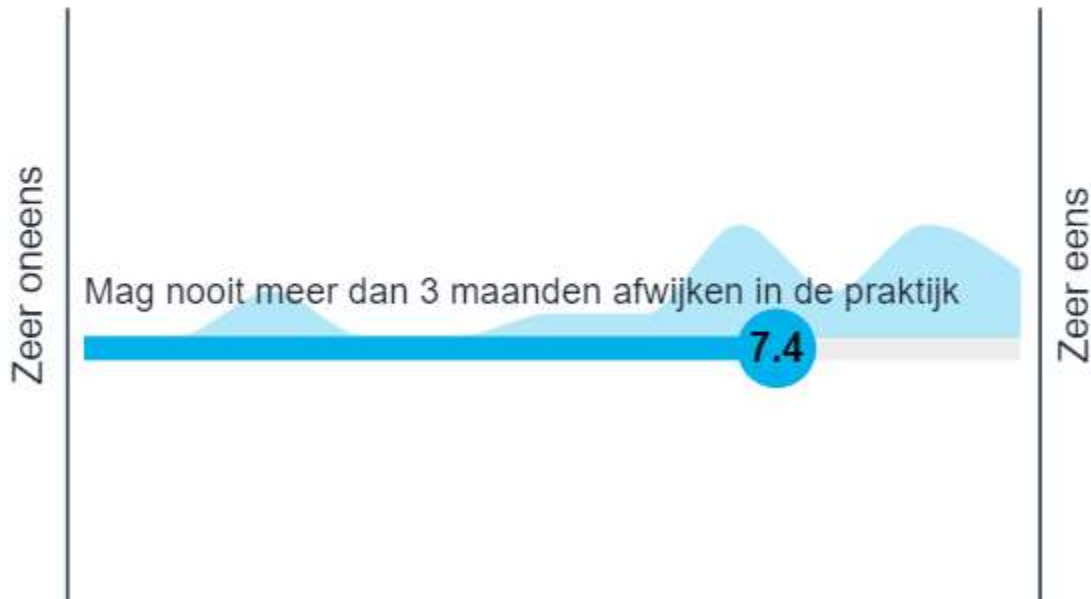 Zeer oneens
Mag nooit meer dan 3 maanden afwijken in de praktijk
7.4
Zeer eens